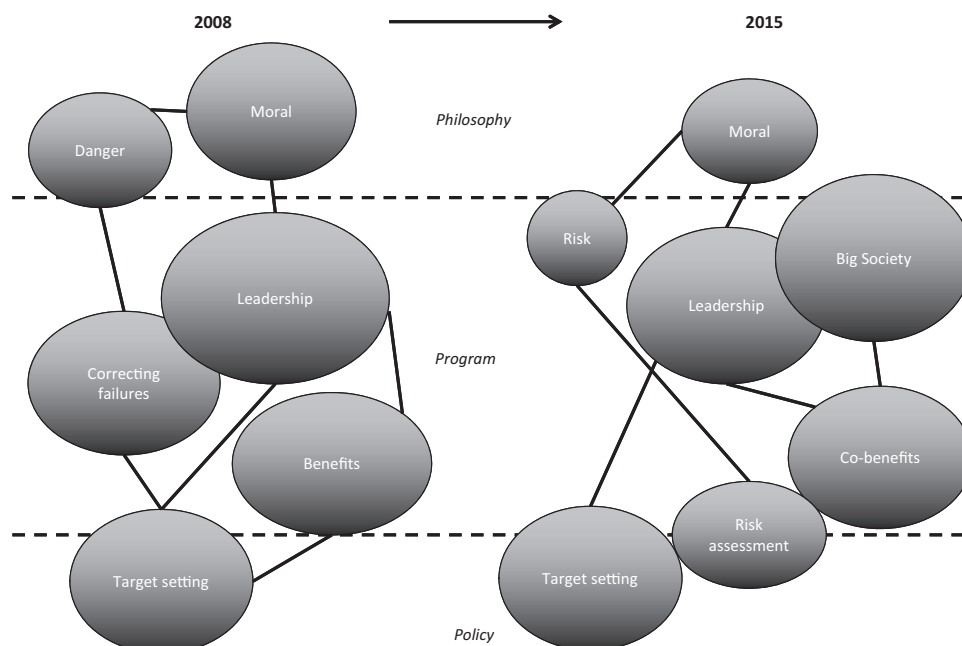 2008
2015
Moral
Philosophy
Moral
Danger
Risk
Big Society
Leadership
Leadership
Program
Correcting
failures
Benefits
Co-benefits
Risk
assessment
Target setting
Target setting
Policy